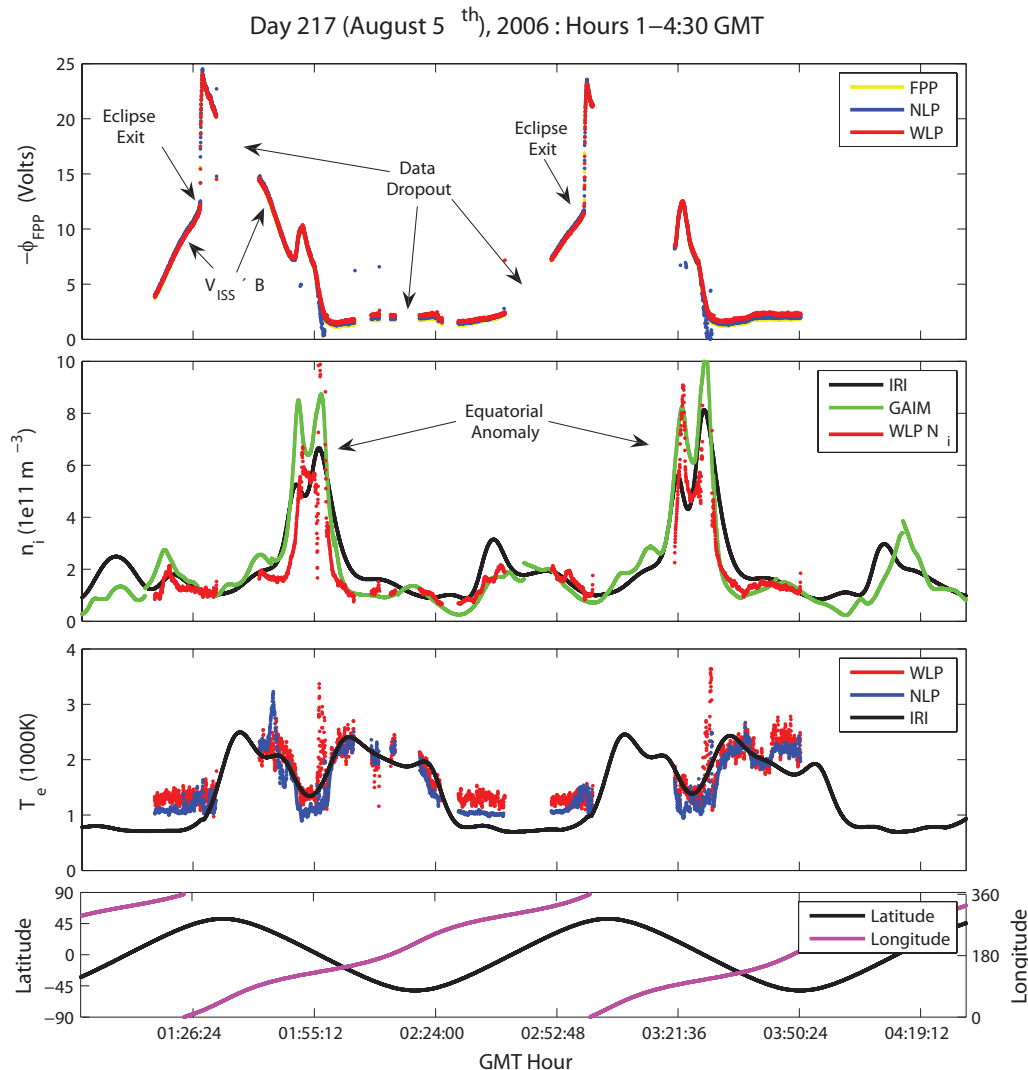 Day 217 (August 5 th), 2006 : Hours 1−4:30 GMT
25
20
15
10
5
0
−ϕFPP (Volts)
Eclipse
Exit
VISS ´ B
Data
Dropout
Eclipse
Exit
FPP
NLP
WLP
10
8
6
4
2
0
ni (1e11 m −3)
Equatorial
Anomaly
IRI
GAIM
WLP N i
4
3
2
1
0
Te (1000K)
WLP
NLP
IRI
90
45
0
−45
−90
Latitude
Latitude
Longitude
360
180
0
Longitude
01:26:24 01:55:12 02:24:00 02:52:48 03:21:36 03:50:24 04:19:12
GMT Hour